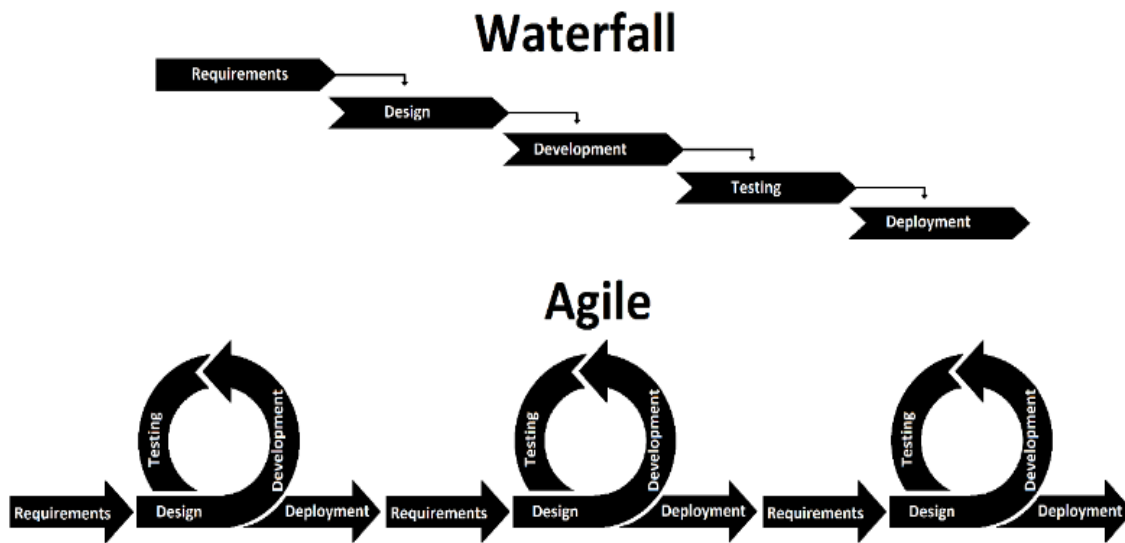 Waterfall
Requirements
Design
Development
Testing
Deployment
Agile
Testing
Development
Requirements
Design
Deployment
Testing
Development
Requirements
Design
Deployment
Testing
Development
Requirements
Design
Deployment